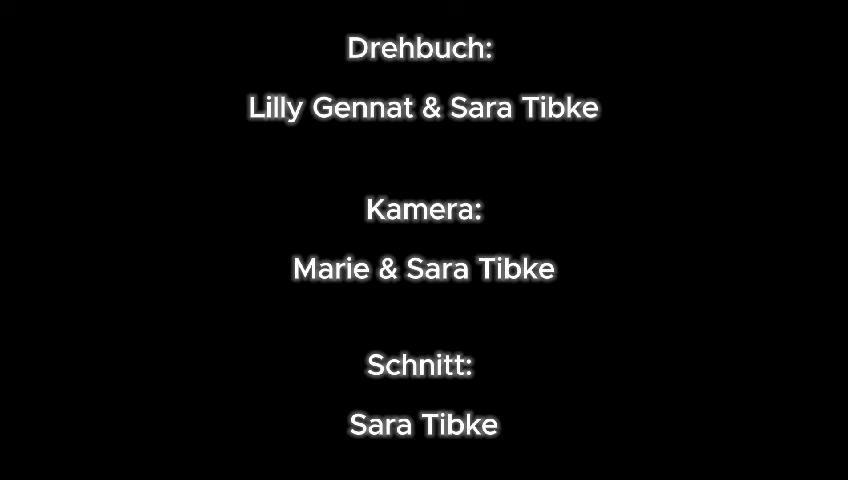 Drehbuch:
Lilly Gennat & Sara Tibke
Kamera:
Marie & Sara Tibke
Schnitt:
Sara Tibke